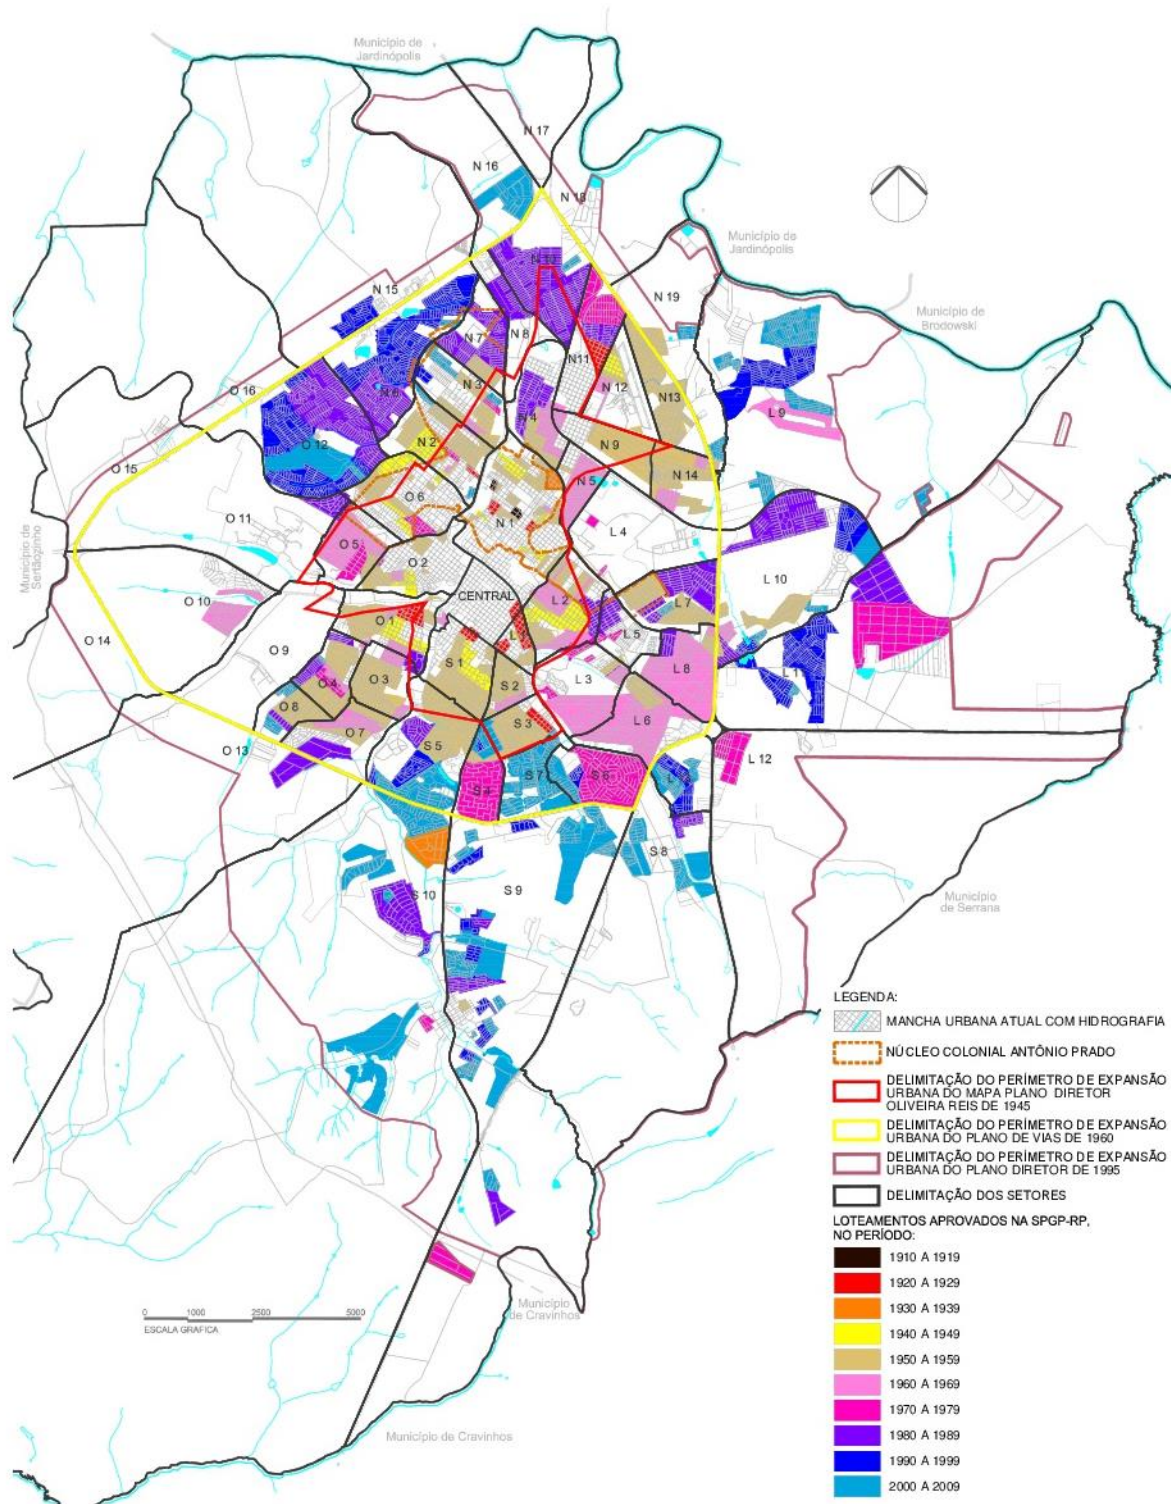 Município de
Jardinópolis
N 17
N 16
N 18
Município de
Jardinópolis
N 10
N 15
N 19
Município de
Brodowski
N 7
N 8
N 11
O 16
N 3
N 12
N 6
N 13
L 9
N 4
O 12
N 2
N 9
O 15
N 14
N 5
O 6
O 11
N 1
L 4
Município de
Sertãozinho
O 5
O 2
L 10
CENTRAL
O 10
L 2
L 7
O 1
L 5
O 14
O 9
S 1
L 8
L 11
O 4
O 3
S 2
L 3
O 8
S 3
L 6
O 7
O 13
S 5
L 12
S 7
S 6
S 4
S 8
S 9
S 10
Município
de Serrana
LEGENDA:
MANCHA URBANA ATUAL COM HIDROGRAFIA
NÚCLEO COLONIAL ANTÔNIO PRADO
DELIMITAÇÃO DO PERÍMETRO DE EXPANSÃO
URBANA DO MAPA PLANO DIRETOR
OLIVEIRA REIS DE 1945
DELIMITAÇÃO DO PERÍMETRO DE EXPANSÃO
URBANA DO PLANO DE VIAS DE 1960
DELIMITAÇÃO DO PERÍMETRO DE EXPANSÃO
URBANA DO PLANO DIRETOR DE 1995
DELIMITAÇÃO DOS SETORES
LOTEAMENTOS APROVADOS NA SPGP-RP,
NO PERÍODO:
1910 A 1919
1920 A 1929
1930 A 1939
1940 A 1949
1950 A 1959
1960 A 1969
1970 A 1979
1980 A 1989
1990 A 1999
2000 A 2009
0 1000 2500 5000
ESCALA GRAFICA
Município
de Cravinhos
Município de Cravinhos